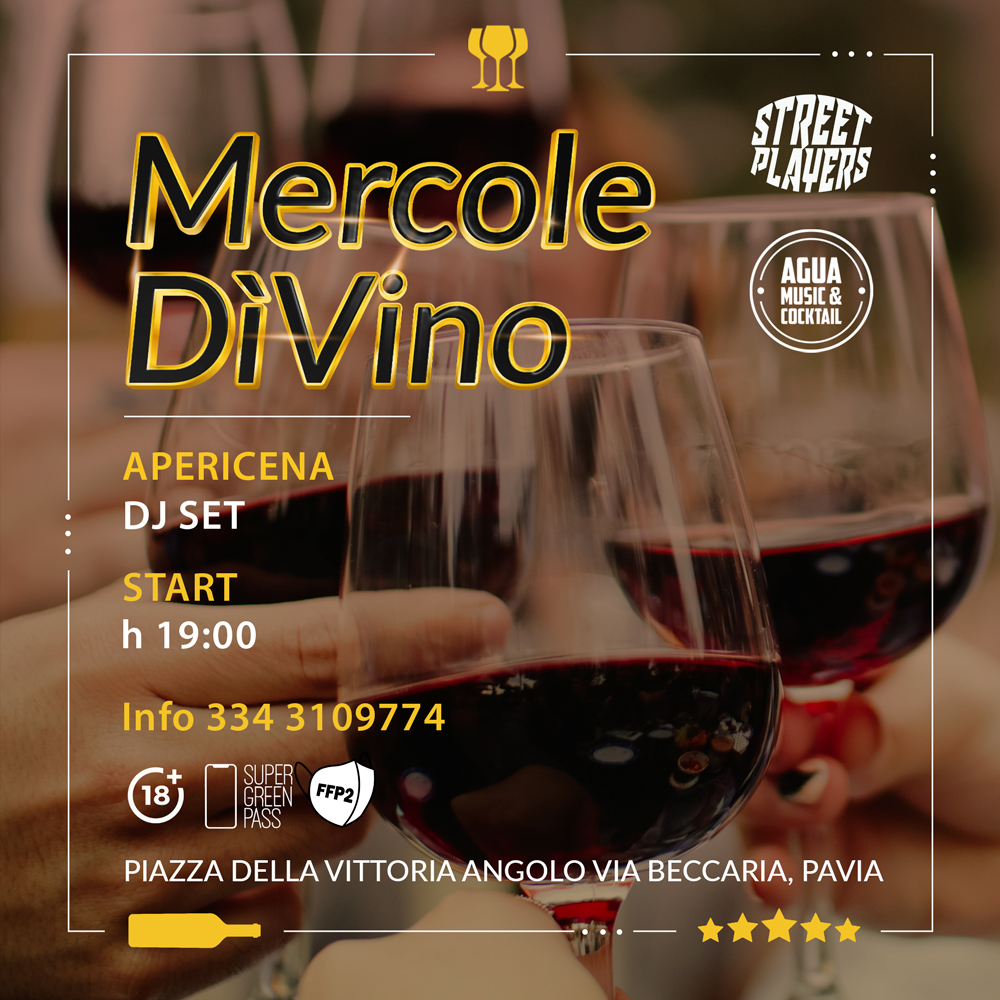 Mercole
DìVino
STREET
PLAYERS
AGUA
MUSIC &
COCKTAIL
APERICENA
DJ SET
START
h 19:00
Info 334 3109774
18+
SUPER
GREEN
PASS
FFP2
PIAZZA DELLA VITTORIA ANGOLO VIA BECCARIA, PAVIA